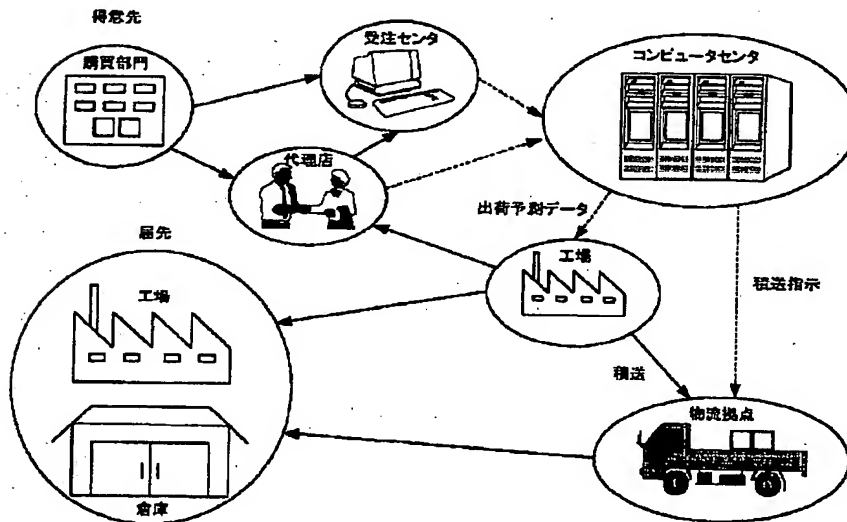 得意先
購買部門
受注センタ
コンピュータセンタ
代理店
出荷予測データ
届先
工場
工場
積送指示
積送
物流拠点
倉庫